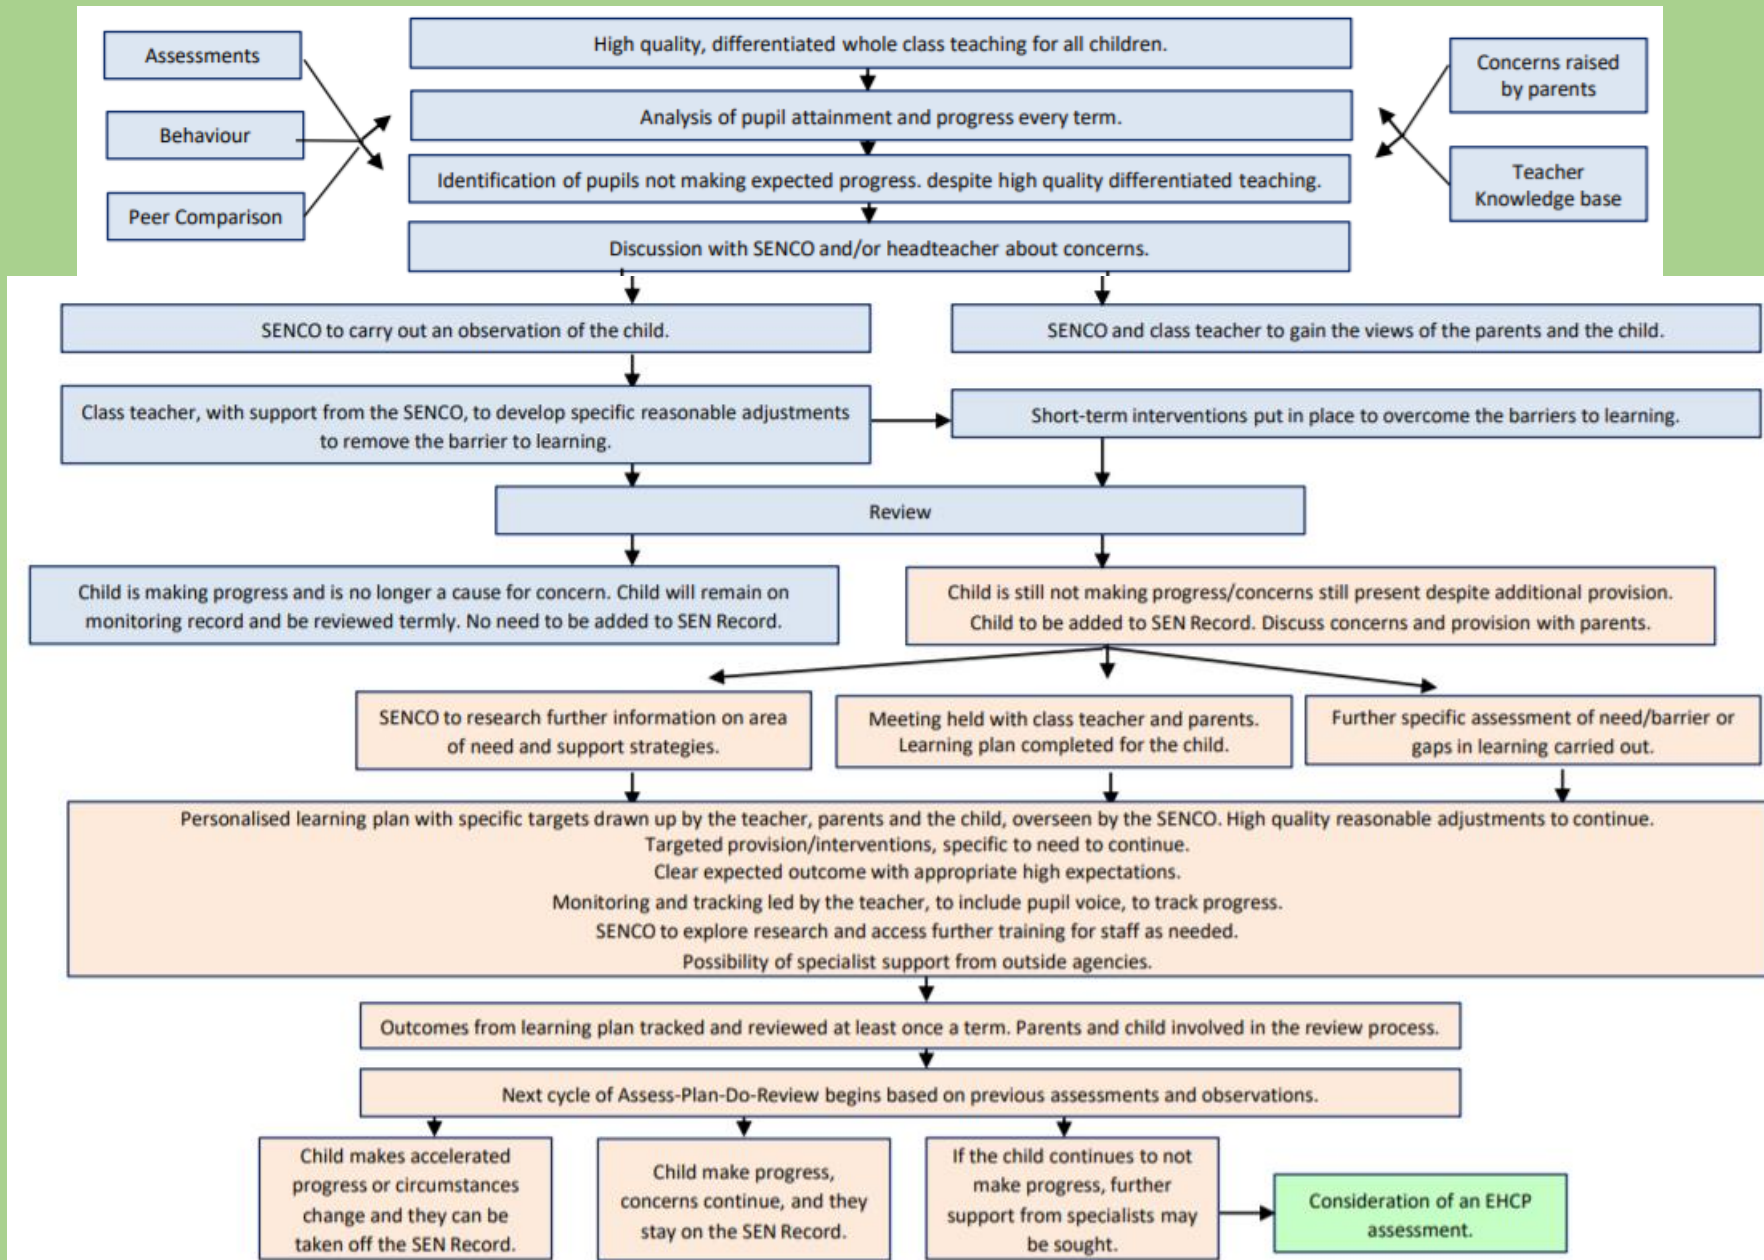 Assessments
Behaviour
Peer Comparison
High quality, differentiated whole class teaching for all children.
Analysis of pupil attainment and progress every term.
Identification of pupils not making expected progress. despite high quality differentiated teaching.
Discussion with SENCO and/or headteacher about concerns.
Concerns raised
by parents
Teacher
Knowledge base
SENCO to carry out an observation of the child.
SENCO and class teacher to gain the views of the parents and the child.
Class teacher, with support from the SENCO, to develop specific reasonable adjustments
to remove the barrier to learning.
Short-term interventions put in place to overcome the barriers to learning.
Review
Child is making progress and is no longer a cause for concern. Child will remain on
monitoring record and be reviewed termly. No need to be added to SEN Record.
Child is still not making progress/concerns still present despite additional provision.
Child to be added to SEN Record. Discuss concerns and provision with parents.
SENCO to research further information on area
of need and support strategies.
Meeting held with class teacher and parents.
Learning plan completed for the child.
Further specific assessment of need/barrier or
gaps in learning carried out.
Personalised learning plan with specific targets drawn up by the teacher, parents and the child, overseen by the SENCO. High quality reasonable adjustments to continue.
Targeted provision/interventions, specific to need to continue.
Clear expected outcome with appropriate high expectations.
Monitoring and tracking led by the teacher, to include pupil voice, to track progress.
SENCO to explore research and access further training for staff as needed.
Possibility of specialist support from outside agencies.
Outcomes from learning plan tracked and reviewed at least once a term. Parents and child involved in the review process.
Next cycle of Assess-Plan-Do-Review begins based on previous assessments and observations.
Child makes accelerated
progress or circumstances
change and they can be
taken off the SEN Record.
Child make progress,
concerns continue, and they
stay on the SEN Record.
If the child continues to not
make progress, further
support from specialists may
be sought.
Consideration of an EHCP
assessment.